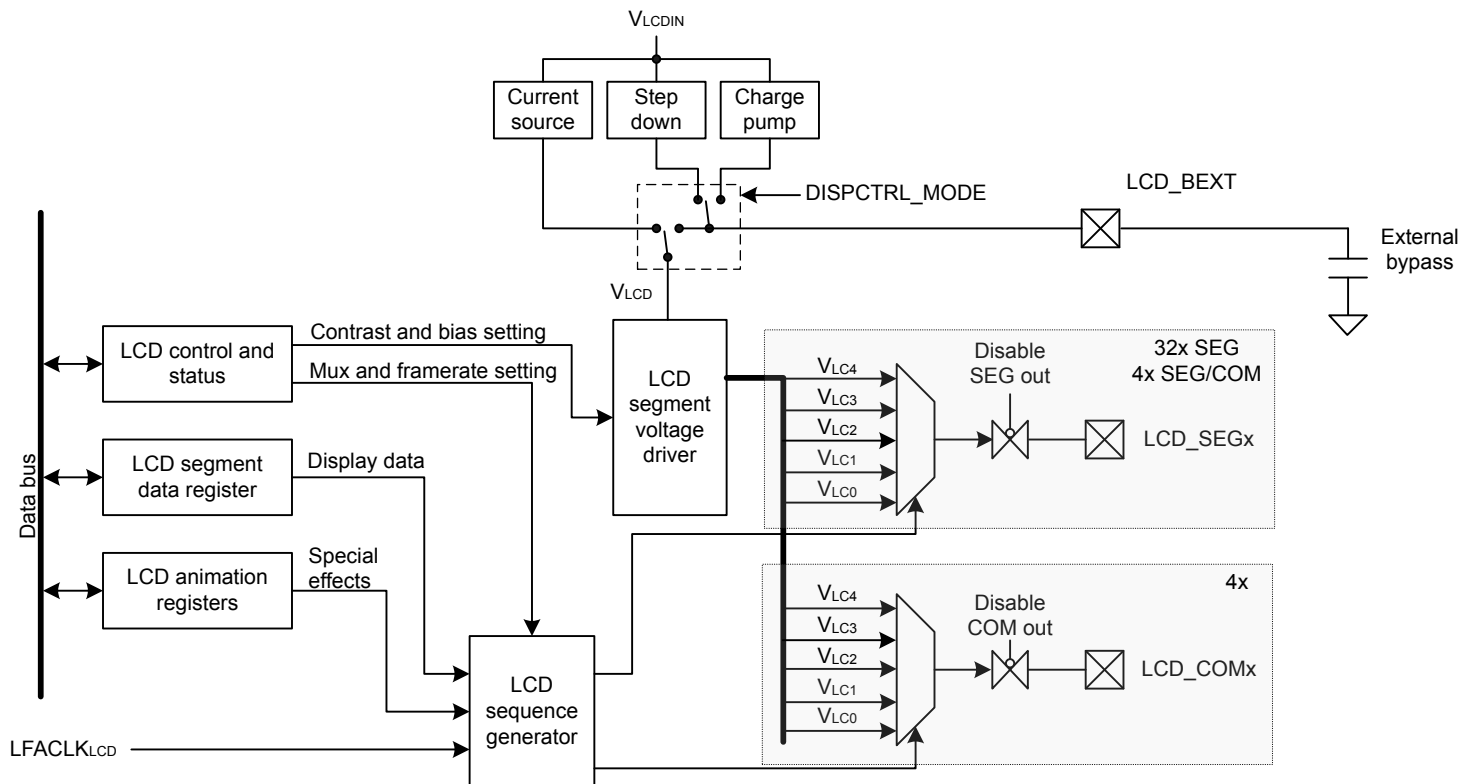 VLCDIN
Current
source
Step
down
Charge
pump
DISPCTRL_MODE
LCD_BEXT
External
bypass
VLCD
Data bus
LCD control and
status
Contrast and bias setting
Mux and framerate setting
LCD segment
data register
Display data
LCD animation
registers
Special
effects
LFACLKLCD
LCD
sequence
generator
LCD
segment
voltage
driver
32x SEG
4x SEG/COM
VLC4
VLC3
VLC2
VLC1
VLC0
Disable
SEG out
LCD_SEGx
4x
VLC4
VLC3
VLC2
VLC1
VLC0
Disable
COM out
LCD_COMx